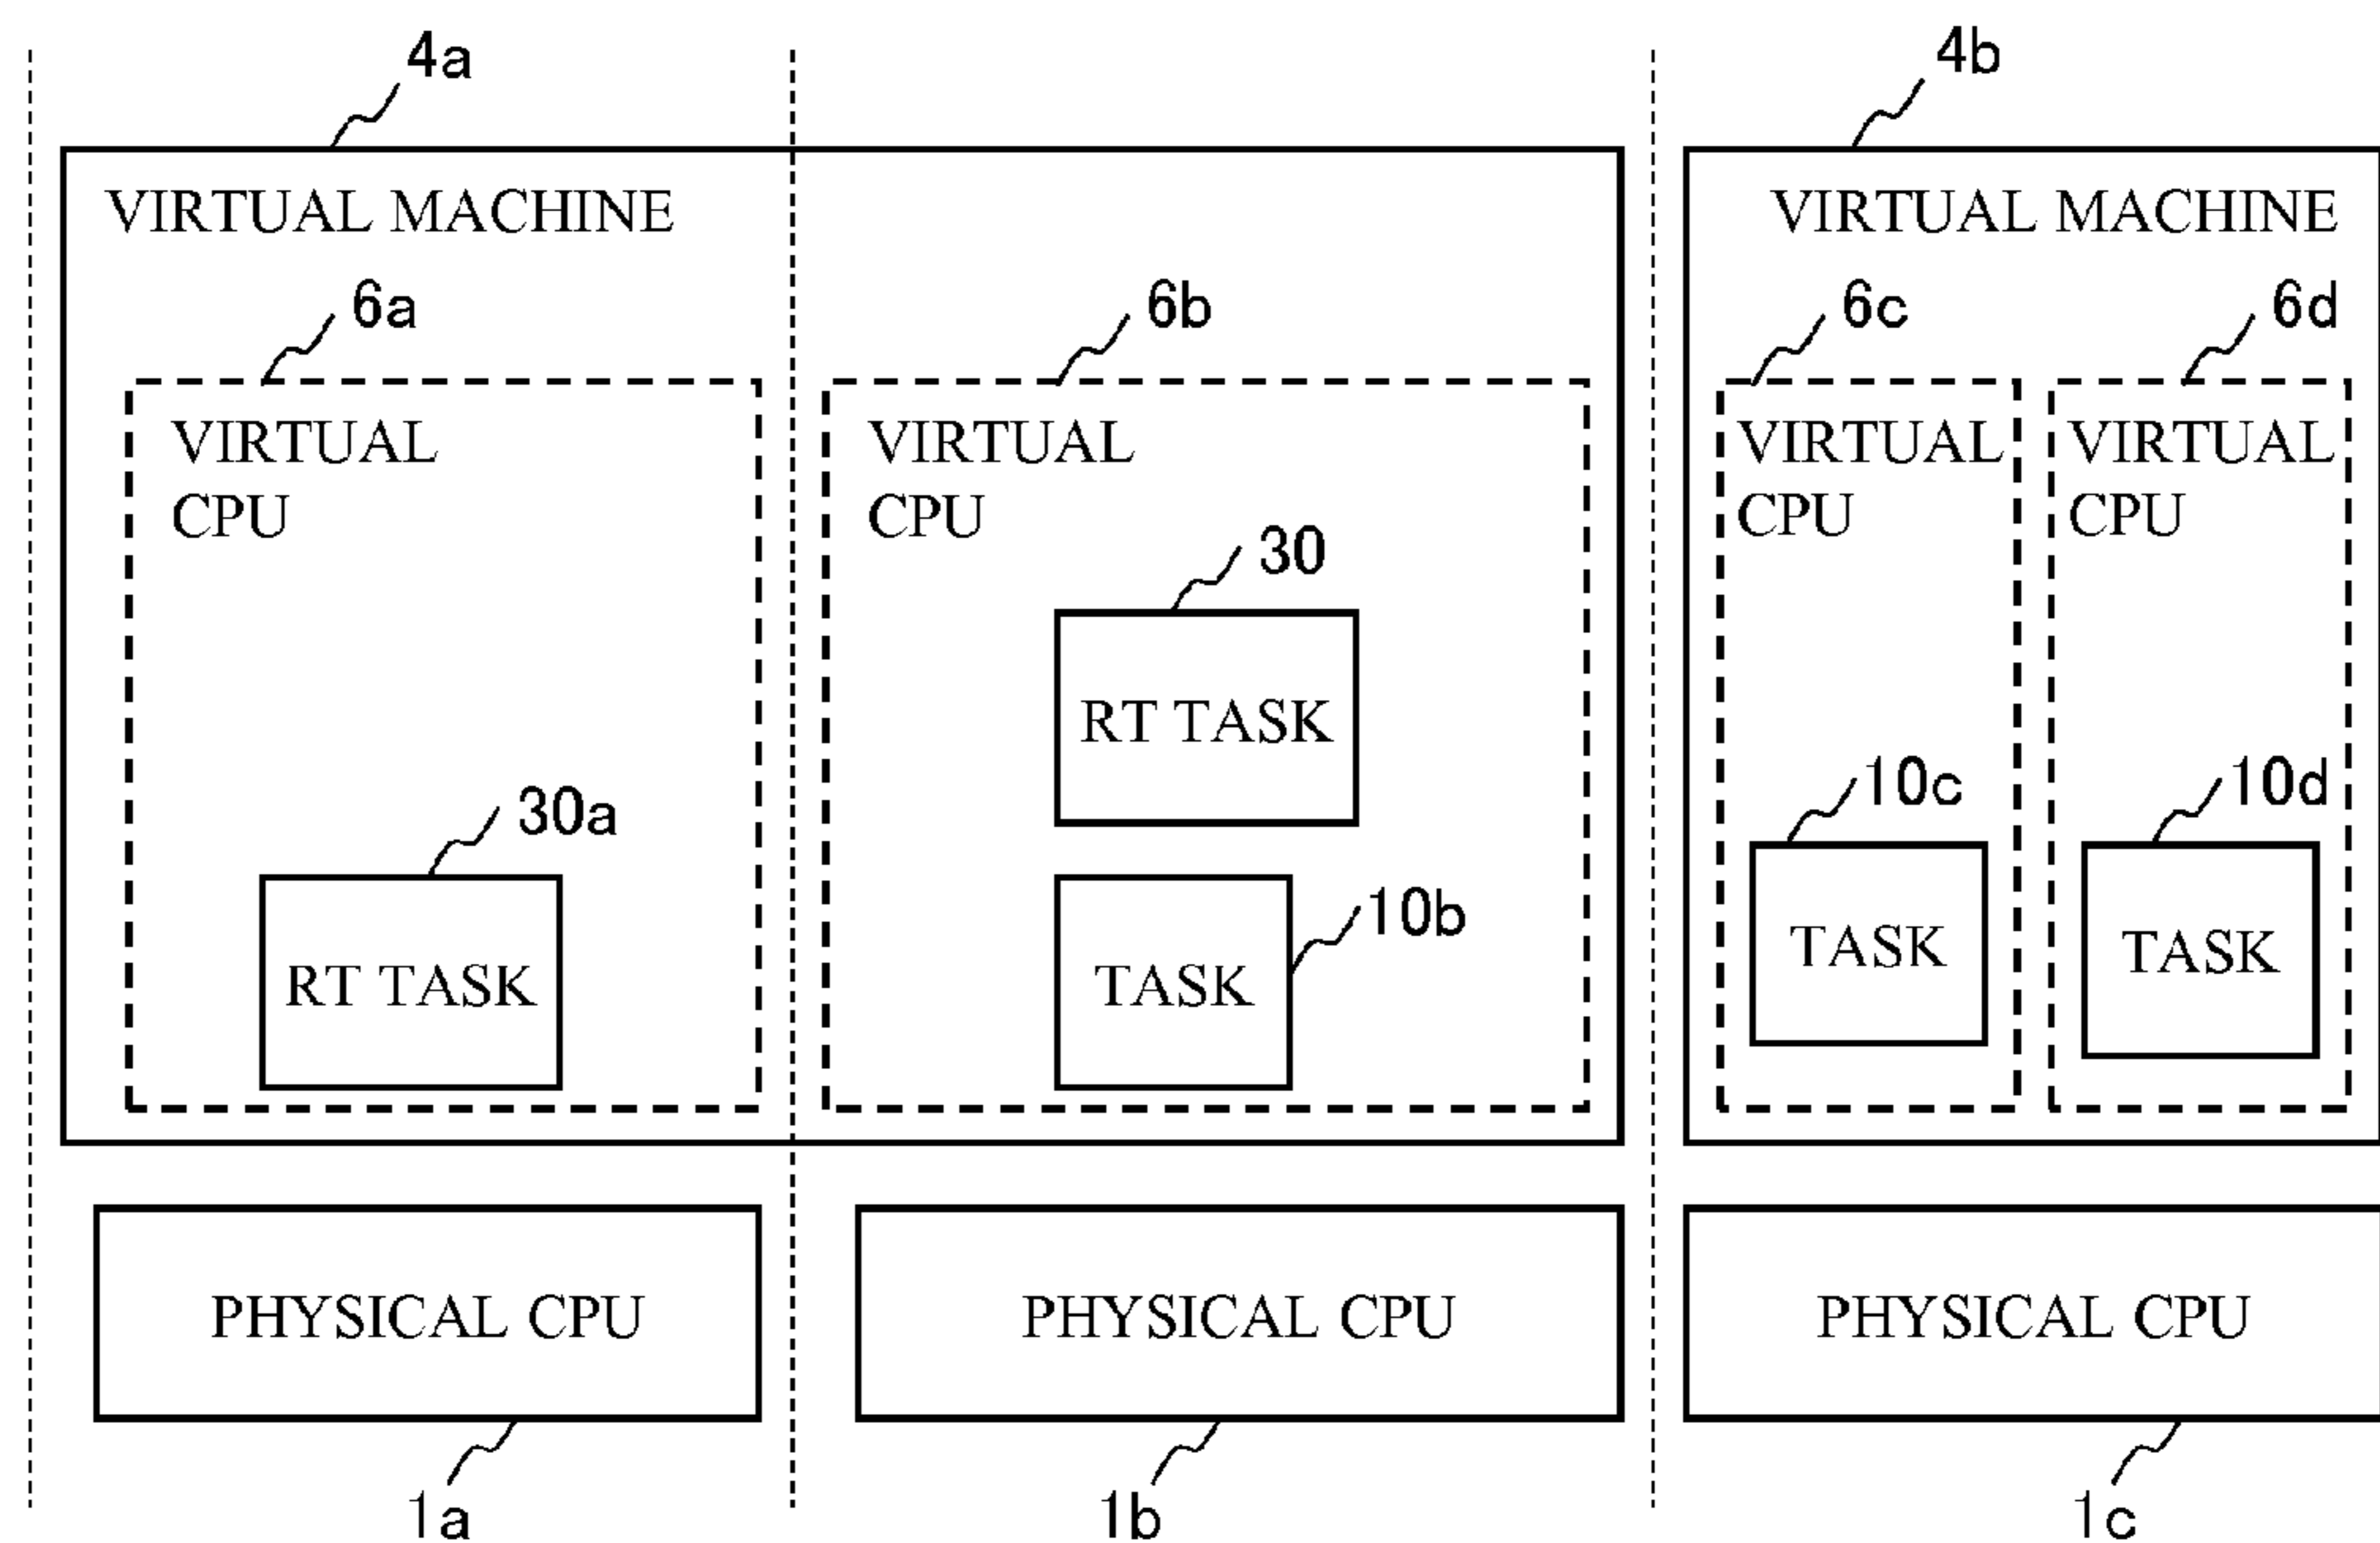 4a
4b
VIRTUAL MACHINE
VIRTUAL MACHINE
6a
6b
6c
6d
VIRTUAL
CPU
VIRTUAL
CPU
VIRTUAL
CPU
VIRTUAL
CPU
30
RT TASK
30a
RT TASK
10b
TASK
10c
TASK
10d
TASK
PHYSICAL CPU
PHYSICAL CPU
PHYSICAL CPU
1a
1b
1c